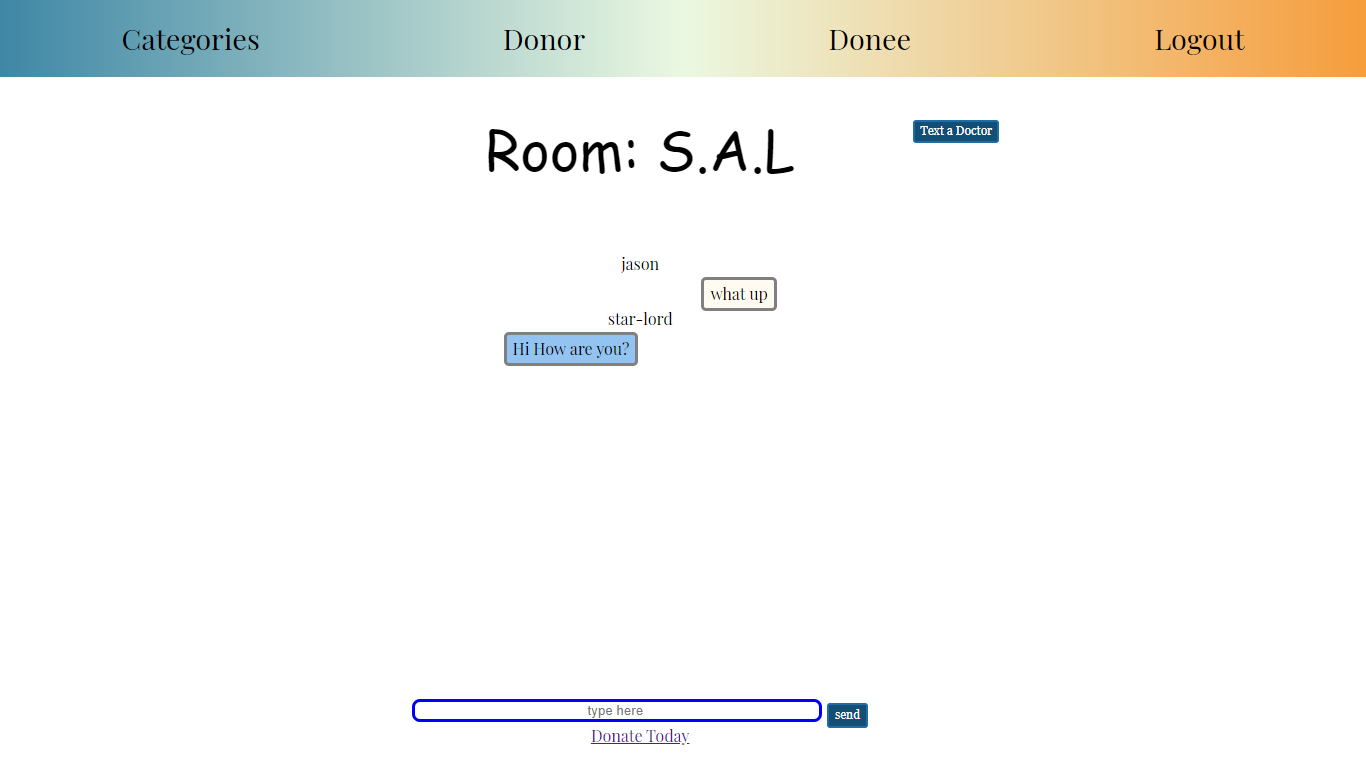 Categories Donor Donee Logout
Room: S.A.L
Text a Doctor
jason
what up
star-lord
Hi How are you?
type here
send
Donate Today